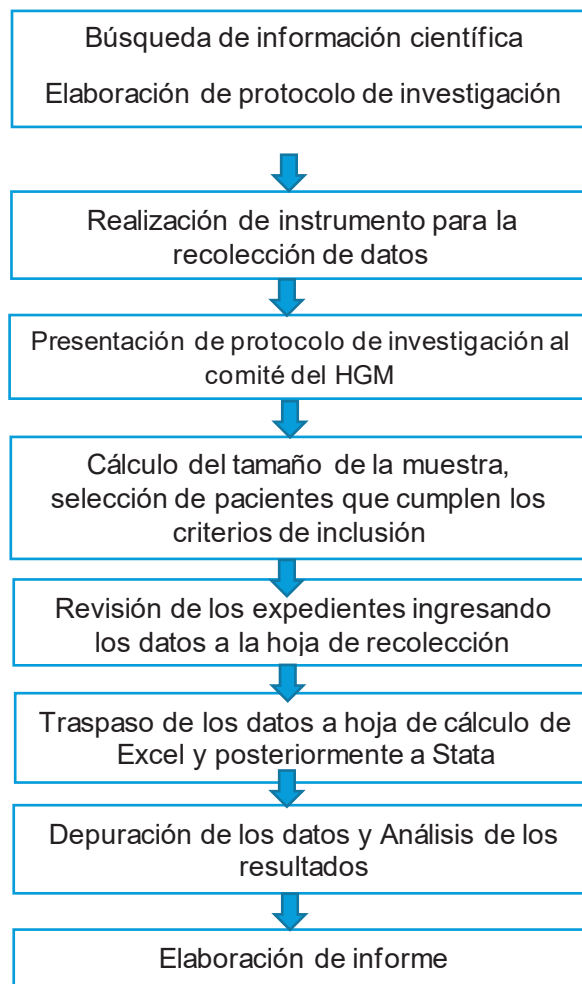 Búsqueda de información científica
Elaboración de protocolo de investigación
Realización de instrumento para la
recolección de datos
Presentación de protocolo de investigación al
comité del HGM
Cálculo del tamaño de la muestra,
selección de pacientes que cumplen los
criterios de inclusión
Revisión de los expedientes ingresando
los datos a la hoja de recolección
Traspaso de los datos a hoja de cálculo de
Excel y posteriormente a Stata
Depuración de los datos y Análisis de los
resultados
Elaboración de informe